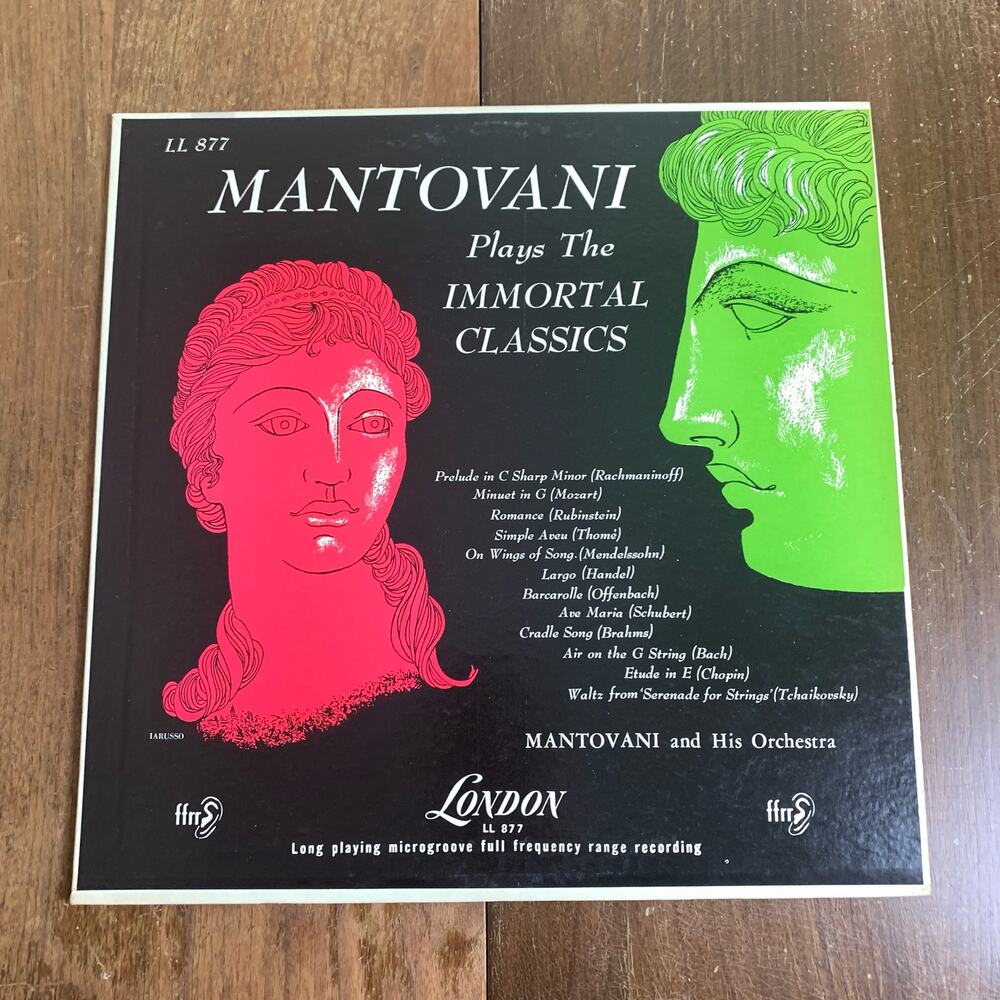 LL 877
MANTOVANI
Plays The
IMMORTAL
CLASSICS
Prelude in C Sharp Minor (Rachmaninoff)
Minuet in G (Mozart)
Romance (Rubinstein)
Simple Aveu (Thomé)
On Wings of Song. (Mendelssohn)
Largo (Handel)
Barcarolle (Offenbach)
Ave Maria (Schubert)
Cradle Song (Brahms)
Air on the G String (Bach)
Etude in E (Chopin)
Waltz from 'Serenade for Strings' (Tchaikovsky)
IARUSSO
MANTOVANI and His Orchestra
ffrr
LONDON
ffrr
LL 877
Long playing microgroove full frequency range recording